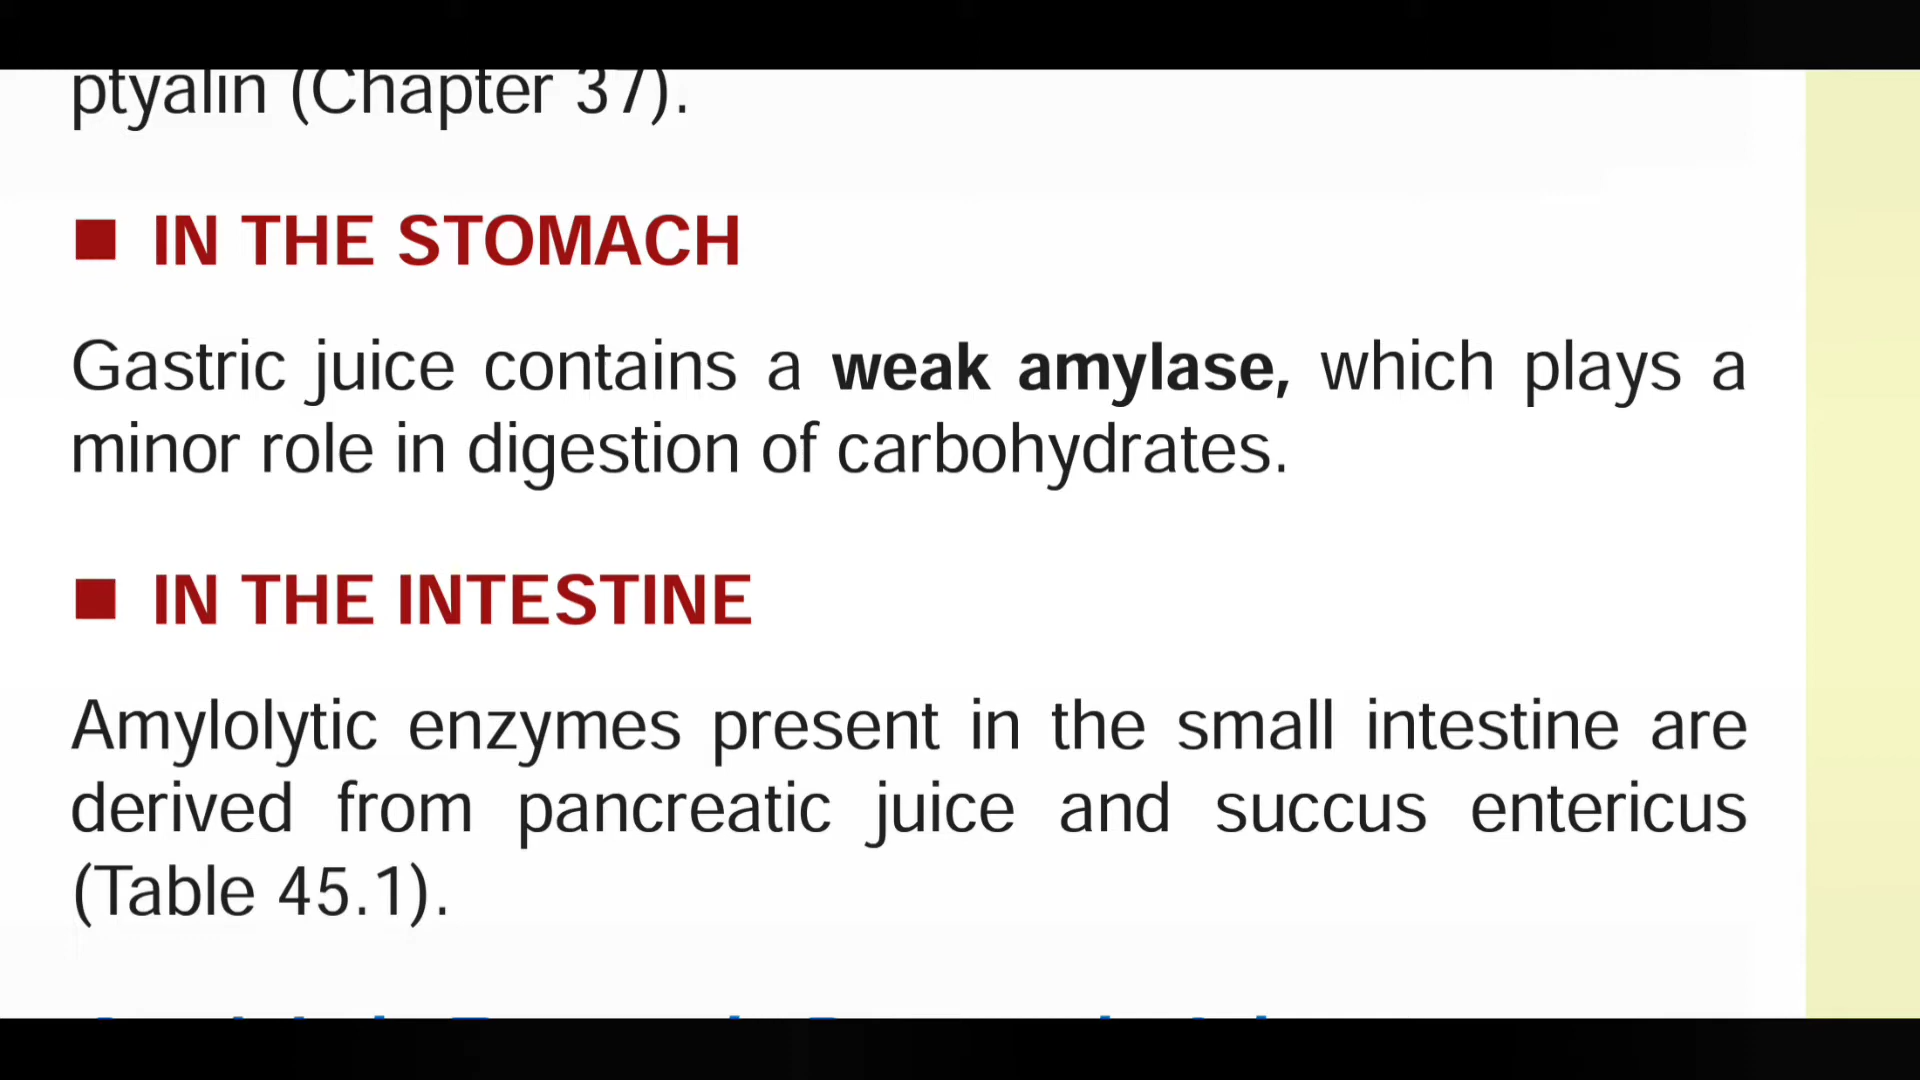 ptyalin (Chapter 37).
■ IN THE STOMACH
Gastric juice contains a weak amylase, which plays a
minor role in digestion of carbohydrates.
■ IN THE INTESTINE
Amylolytic enzymes present in the small intestine are
derived from pancreatic juice and succus entericus
(Table 45.1).